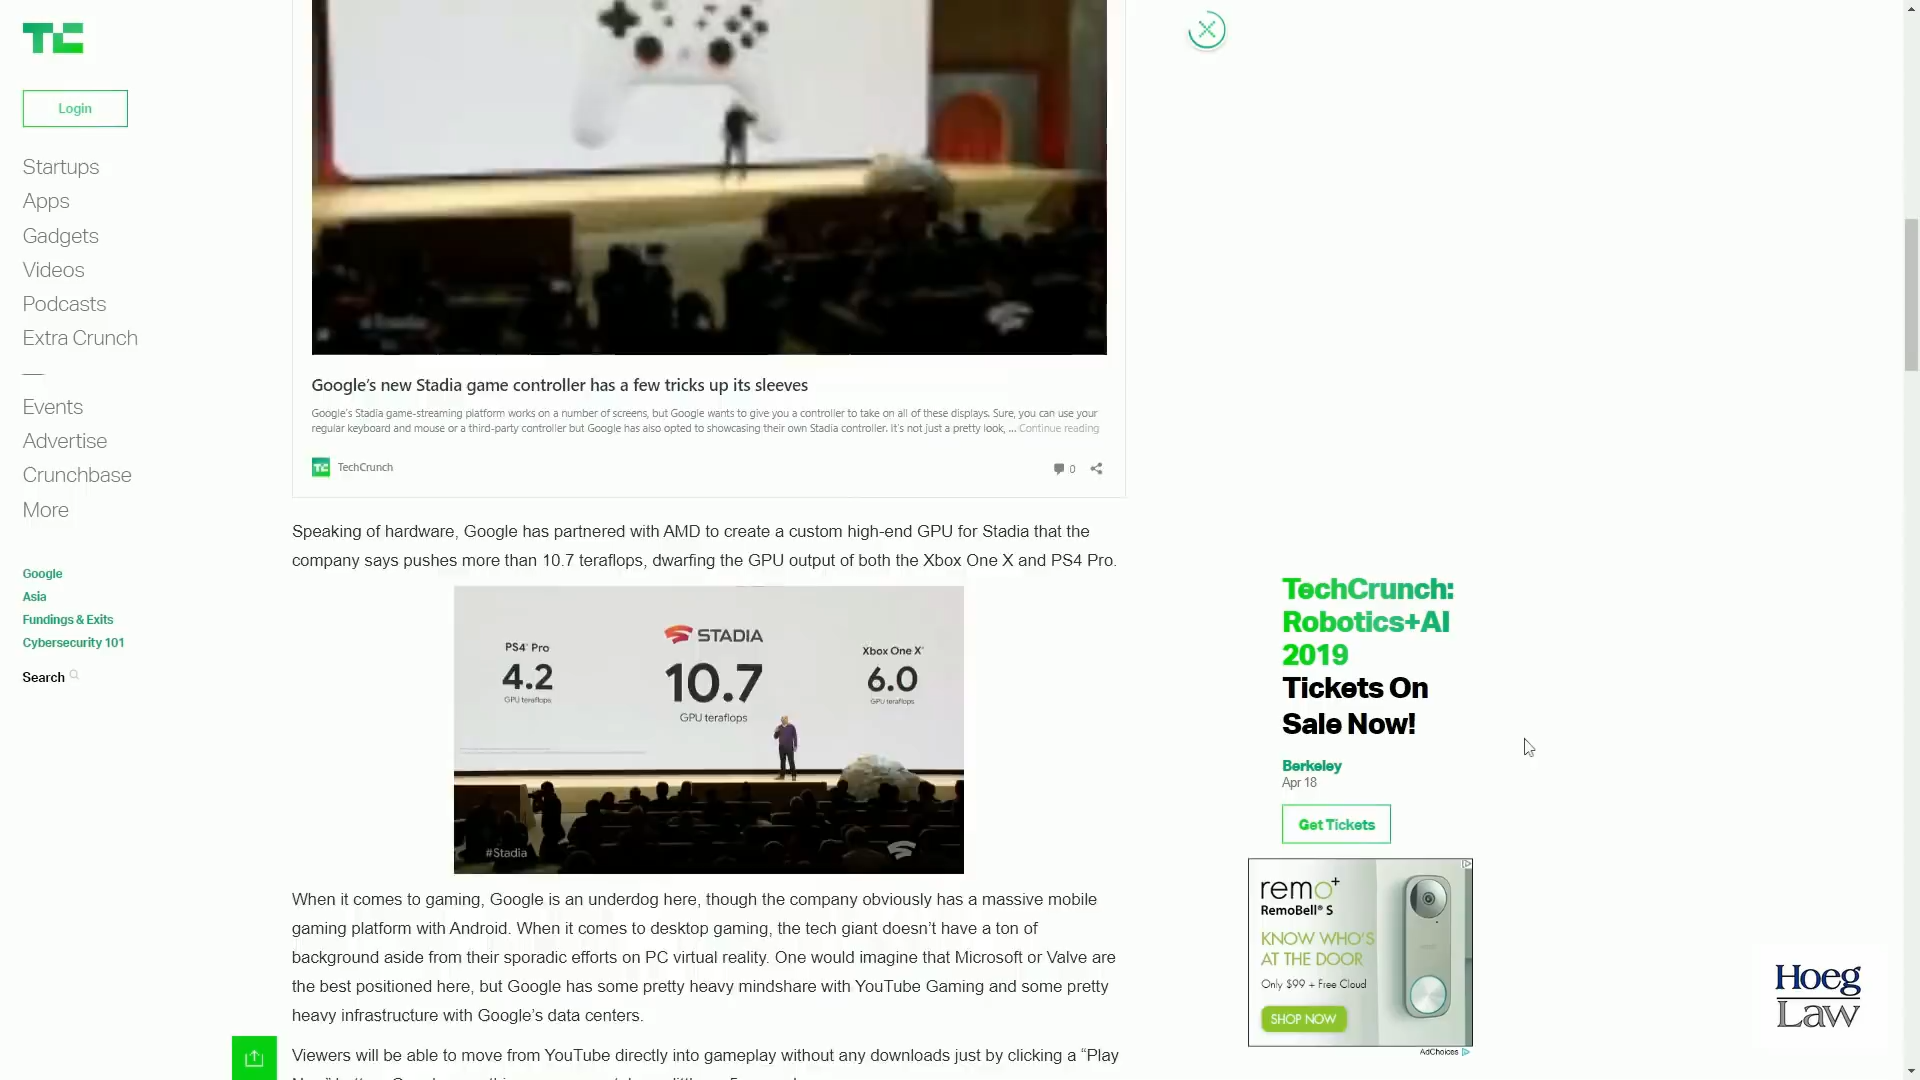 TC
Login
Startups
Apps
Gadgets
Videos
Podcasts
Extra Crunch
Events
Advertise
Crunchbase
More
Google
Asia
Fundings & Exits
Cybersecurity 101
Search
Google’s new Stadia game controller has a few tricks up its sleeves
Google’s Stadia game-streaming platform works on a number of screens, but Google wants to give you a controller to take on all of these displays. Sure, you can use your
regular keyboard and mouse or a third-party controller but Google has also opted to showcasing their own Stadia controller. It’s not just a pretty look, ... Continue reading
TC TechCrunch
0
Speaking of hardware, Google has partnered with AMD to create a custom high-end GPU for Stadia that the
company says pushes more than 10.7 teraflops, dwarfing the GPU output of both the Xbox One X and PS4 Pro.
PS4 Pro
4.2
GPU teraflops
STADIA
10.7
GPU teraflops
Xbox One X
6.0
GPU teraflops
#Stadia
When it comes to gaming, Google is an underdog here, though the company obviously has a massive mobile
gaming platform with Android. When it comes to desktop gaming, the tech giant doesn’t have a ton of
background aside from their sporadic efforts on PC virtual reality. One would imagine that Microsoft or Valve are
the best positioned here, but Google has some pretty heavy mindshare with YouTube Gaming and some pretty
heavy infrastructure with Google’s data centers.
Viewers will be able to move from YouTube directly into gameplay without any downloads just by clicking a “Play
TechCrunch:
Robotics+AI
2019
Tickets On
Sale Now!
Berkeley
Apr 18
Get Tickets
remo+
RemoBell® S
KNOW WHO'S
AT THE DOOR
Only $99 + Free Cloud
SHOP NOW
AdChoices
Hoeg
Law